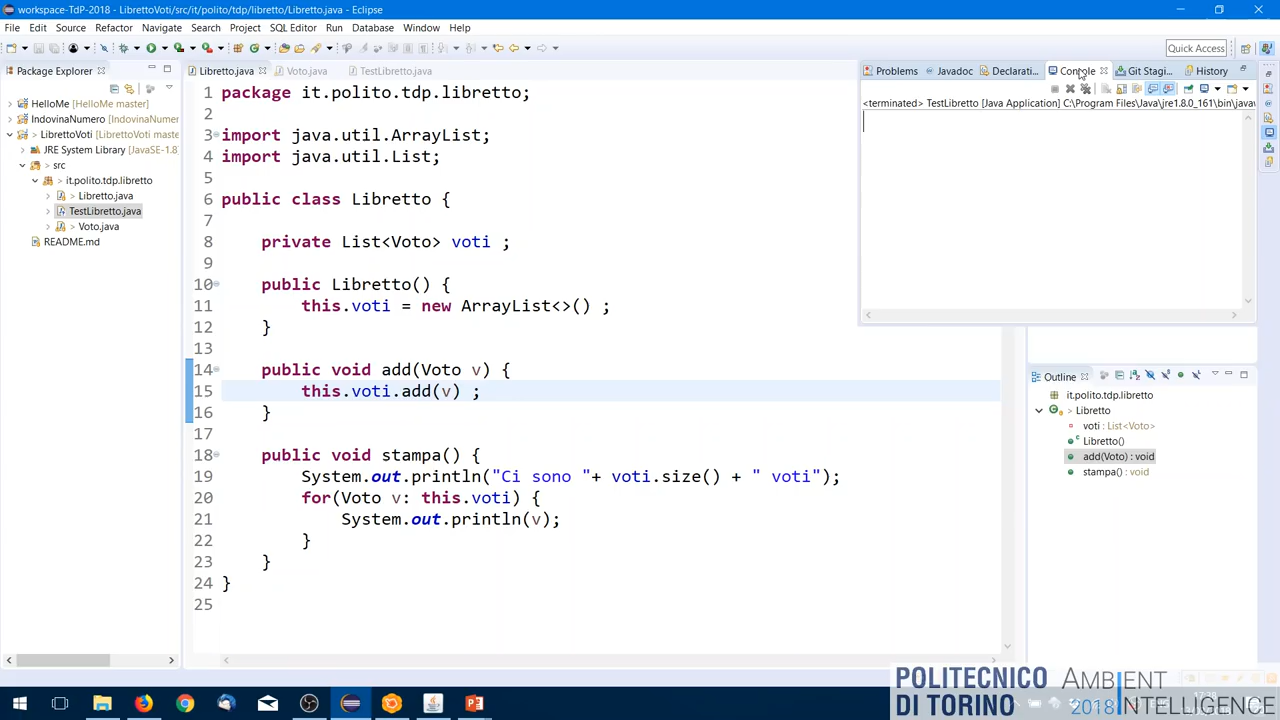 workspace-TdP-2018 - LibrettoVoti/src/it/polito/tdp/libretto/Libretto.java - Eclipse
File Edit Source Refactor Navigate Search Project SQL Editor Run Database Window Help
Quick Access
Package Explorer
Libretto.java Voti.java TestLibretto.java
Problems Javadoc Declarati... Console Git Stagi... History
<terminated> TestLibretto [Java Application] C:\Program Files\Java\jre1.8.0_161\bin\java
HelloMe [HelloMe master]
IndovinaNumero [IndovinaNumero
LibrettoVoti [LibrettoVoti mast
JRE System Library [JavaSE-1.8]
src
it.polito.tdp.libretto
Libretto.java
TestLibretto.java
Voto.java
README.md
1 package it.polito.tdp.libretto;
2
3 import java.util.ArrayList;
4 import java.util.List;
5
6 public class Libretto {
7
8 private List<Voto> voti ;
9
10 public Libretto() {
11 this.voti = new ArrayList<>() ;
12 }
13
14 public void add(Voto v) {
15 this.voti.add(v) ;
16 }
17
18 public void stampa() {
19 System.out.println("Ci sono "+ voti.size() + " voti");
20 for(Voto v: this.voti) {
21 System.out.println(v);
22 }
23 }
24 }
25
Outline
it.polito.tdp.libretto
Libretto
voti : List<Voto>
Libretto()
add(Voto) : void
stampa() : void
POLITECNICO
DI TORINO
AMBIENT
2018 INTELLIGENCE